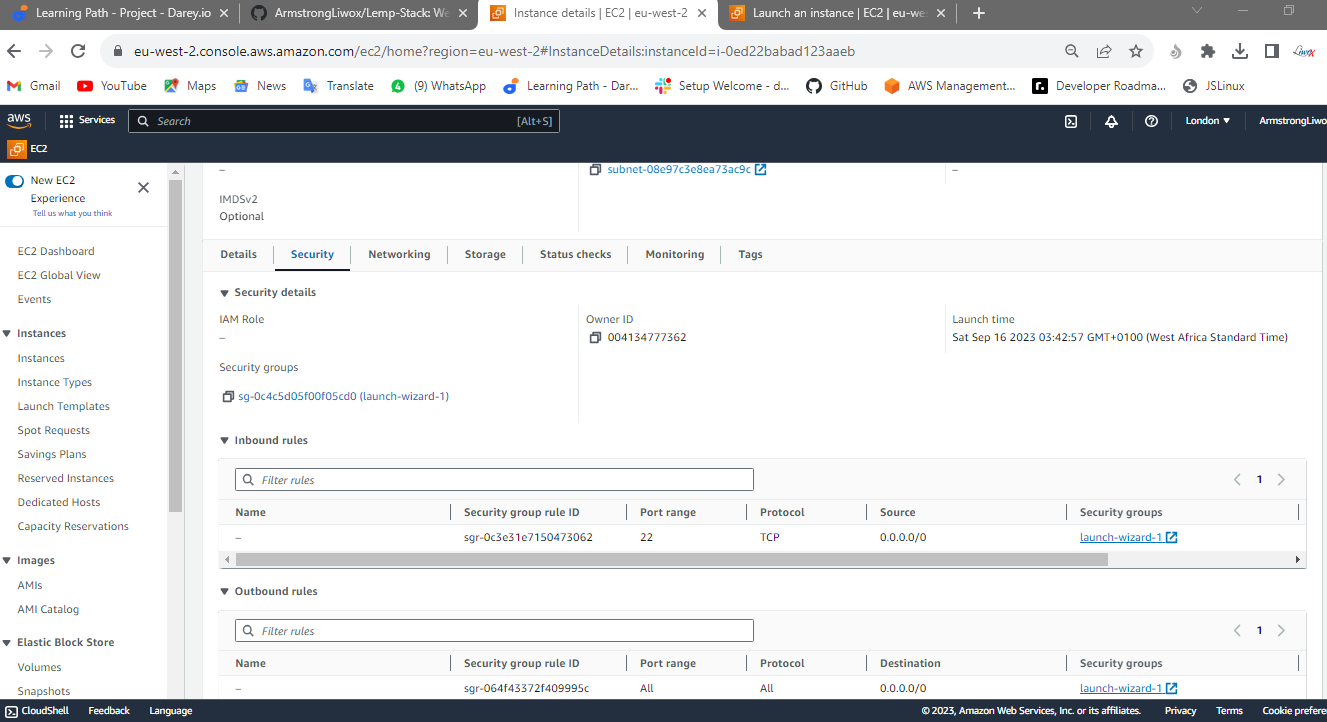 Learning Path - Project - Darey.io
ArmstrongLiwox/Lemp-Stack: We
Instance details | EC2 | eu-west-2
Launch an instance | EC2 | eu-we
eu-west-2.console.aws.amazon.com/ec2/home?region=eu-west-2#InstanceDetails:instanceId=i-0ed22babad123aaeb
Gmail YouTube Maps News Translate (9) WhatsApp Learning Path - Dar... Setup Welcome - d... GitHub AWS Management... Developer Roadma... JSLinux
aws Services Search [Alt+S] London ▼ ArmstrongLiwo
EC2
New EC2
Experience
Tell us what you think
EC2 Dashboard
EC2 Global View
Events
Instances
Instances
Instance Types
Launch Templates
Spot Requests
Savings Plans
Reserved Instances
Dedicated Hosts
Capacity Reservations
Images
AMIs
AMI Catalog
Elastic Block Store
Volumes
Snapshots
– subnet-08e97c3e8ea73ac9c –
IMDSv2
Optional
Details Security Networking Storage Status checks Monitoring Tags
Security details
IAM Role Owner ID Launch time
– 004134777362 Sat Sep 16 2023 03:42:57 GMT+0100 (West Africa Standard Time)
Security groups
sg-0c4c5d05f00f05cd0 (launch-wizard-1)
Inbound rules
Filter rules 1
Name Security group rule ID Port range Protocol Source Security groups
– sgr-0c3e31e7150473062 22 TCP 0.0.0.0/0 launch-wizard-1
Outbound rules
Filter rules 1
Name Security group rule ID Port range Protocol Destination Security groups
– sgr-064f43372f409995c All All 0.0.0.0/0 launch-wizard-1
CloudShell Feedback Language © 2023, Amazon Web Services, Inc. or its affiliates. Privacy Terms Cookie prefere